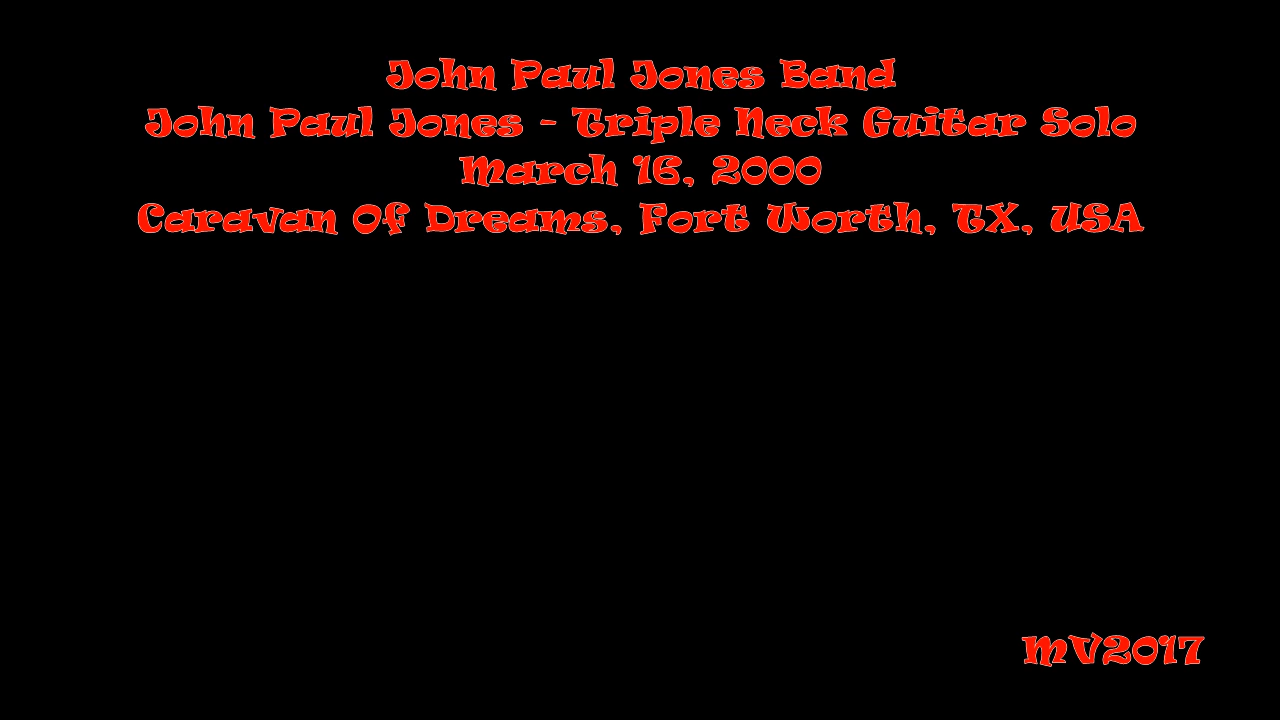 John Paul Jones Band
John Paul Jones - Triple Neck Guitar Solo
March 16, 2000
Caravan Of Dreams, Fort Worth, TX, USA
MV2017